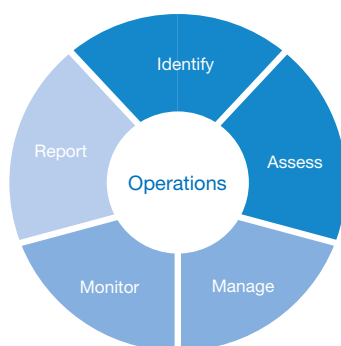 Identify
Report
Assess
Operations
Monitor
Manage